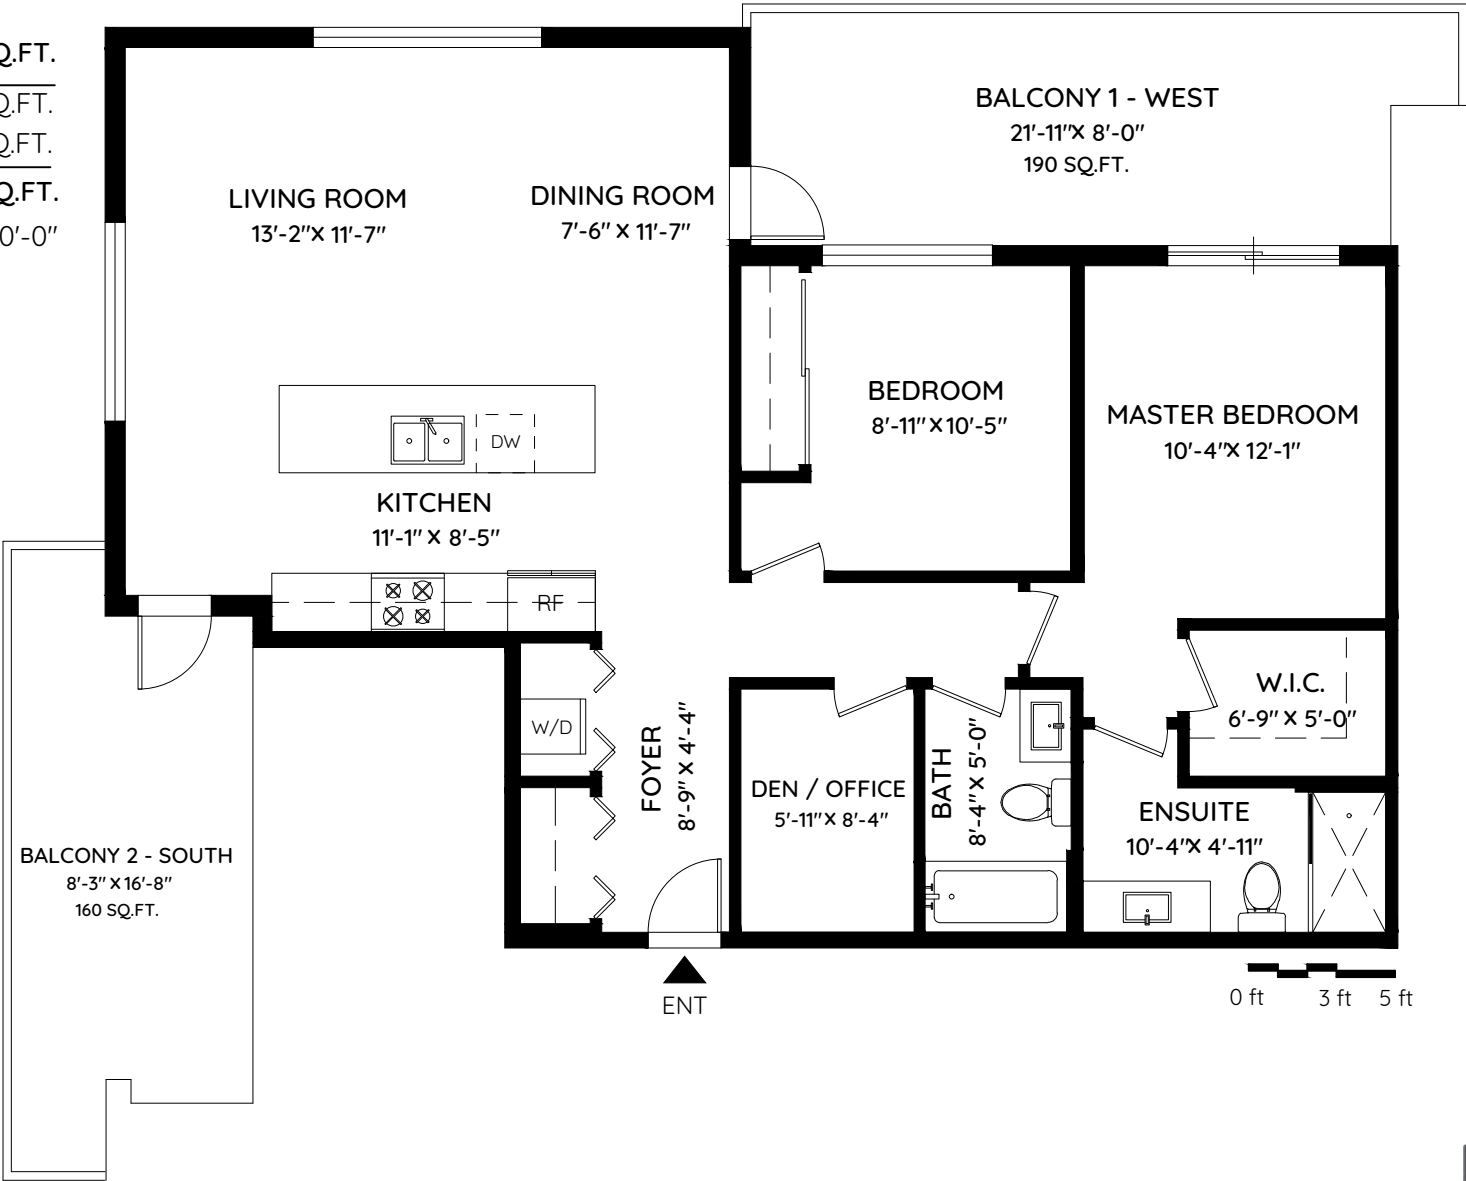 Q.FT.
Q.FT.
Q.FT.
Q.FT.
0'-0"
BALCONY 1 - WEST
21'-11" X 8'-0"
190 SQ.FT.
LIVING ROOM
13'-2" X 11'-7"
DINING ROOM
7'-6" X 11'-7"
BEDROOM
8'-11" X 10'-5"
MASTER BEDROOM
10'-4" X 12'-1"
DW
KITCHEN
11'-1" X 8'-5"
RF
W/D
FOYER
8'-9" X 4'-4"
DEN / OFFICE
5'-11" X 8'-4"
BATH
8'-4" X 5'-0"
W.I.C.
6'-9" X 5'-0"
ENSUITE
10'-4" X 4'-11"
BALCONY 2 - SOUTH
8'-3" X 16'-8"
160 SQ.FT.
ENT
0 ft 3 ft 5 ft